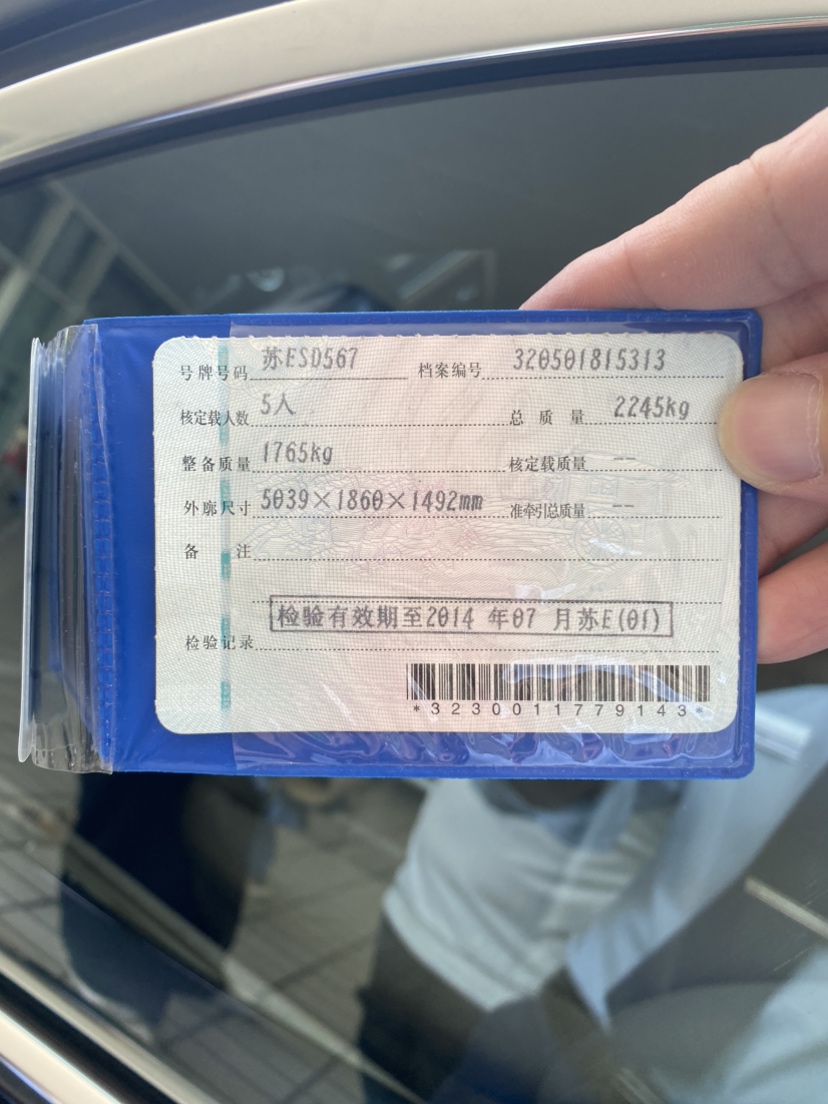 号牌号码 苏ESD567 档案编号 320501815313
核定载人数 5人 总质量 2245kg
整备质量 1765kg 核定载质量 --
外廓尺寸 5039×1860×1492mm 准牵引总质量 --
备注
检验有效期至2014 年07 月苏E(01)
检验记录
*3230011779143*